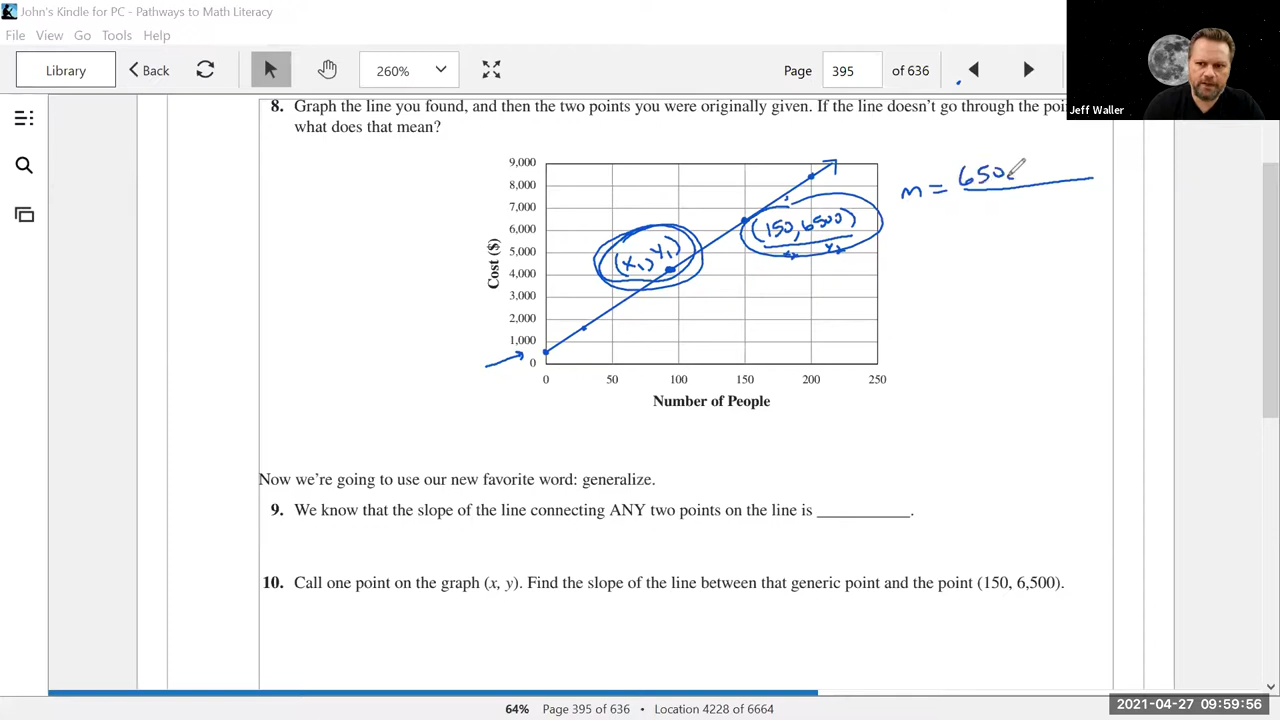 John's Kindle for PC - Pathways to Math Literacy
File View Go Tools Help
Library Back 260% Page 395 of 636
Jeff Waller
8. Graph the line you found, and then the two points you were originally given. If the line doesn't go through the poi
what does that mean?
9,000
8,000
7,000
6,000
5,000
4,000
3,000
2,000
1,000
0
Cost ($)
0 50 100 150 200 250
Number of People
(x₁, y₁)
(150, 6500)
x₂ y₂
m = 650
Now we're going to use our new favorite word: generalize.
9. We know that the slope of the line connecting ANY two points on the line is ___________.
10. Call one point on the graph (x, y). Find the slope of the line between that generic point and the point (150, 6,500).
64% Page 395 of 636 • Location 4228 of 6664
2021-04-27 09:59:56